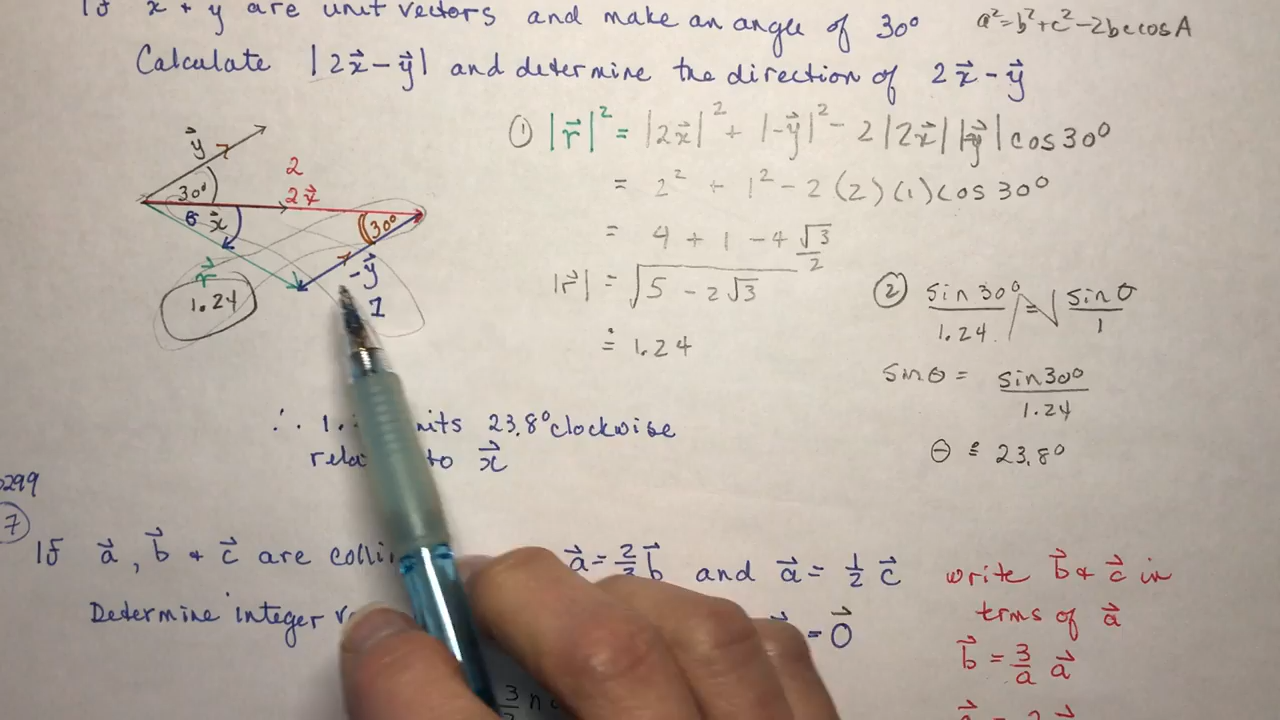 If x⃗ + y⃗ are unit vectors and make an angle of 30°
a² = b² + c² - 2bc cos A
Calculate |2x⃗ - y⃗| and determine the direction of 2x⃗ - y⃗
y⃗
30°
2
2x⃗
θ x⃗
30°
r⃗
1.24
-y⃗
1
① |r⃗|² = |2x⃗|² + |-y⃗|² - 2|2x⃗||y⃗| cos 30°
= 2² + 1² - 2(2)(1) cos 30°
= 4 + 1 - 4 √3/2
|r⃗| = √(5 - 2√3)
≐ 1.24
② sin 30°/1.24 = sin θ/1
sin θ = sin 30°/1.24
θ ≐ 23.8°
∴ 23.8° clockwise
to x⃗
299
7
If a⃗, b⃗ + c⃗ are a⃗ = 2/3 b⃗ and a⃗ = 1/2 c⃗
Determine integer = 0⃗
write b⃗ + c⃗ in
terms of a⃗
b⃗ = 3/a a⃗